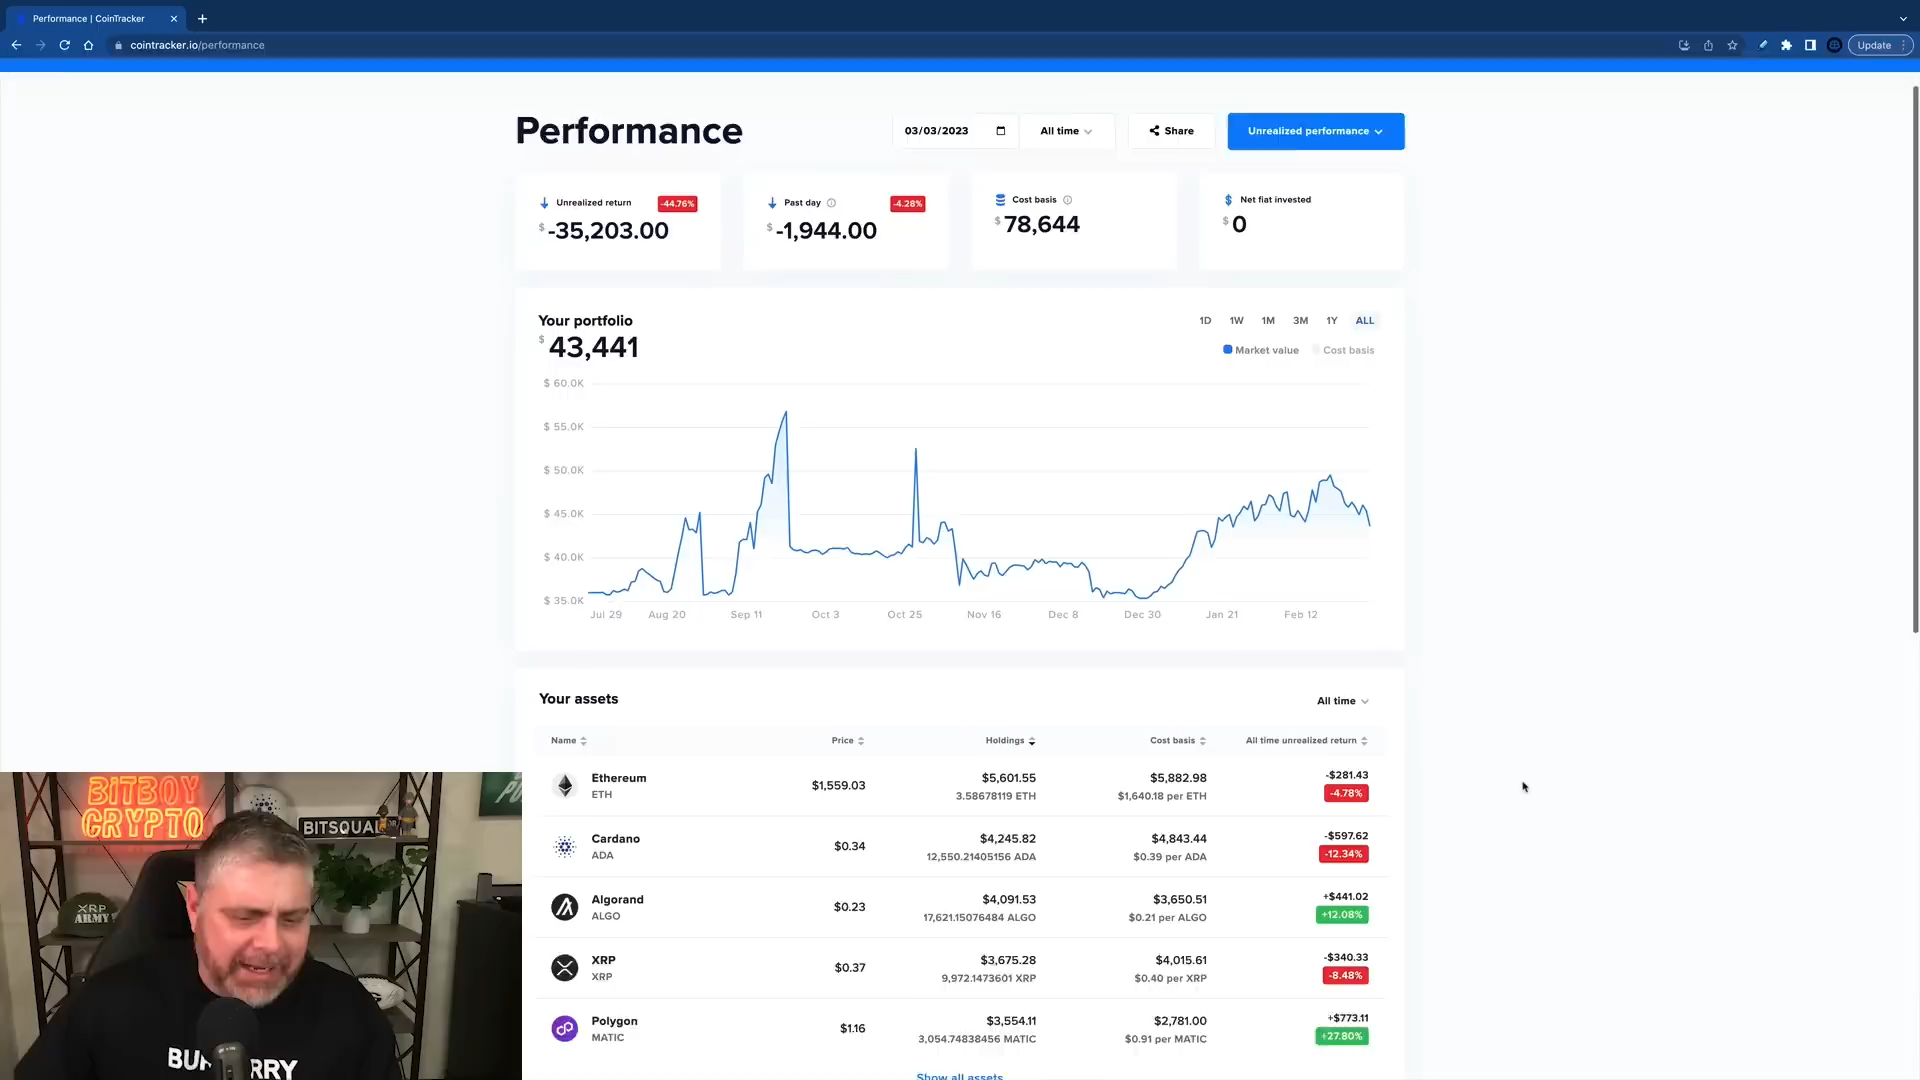 Performance | CoinTracker
cointracker.io/performance
Update
Performance
03/03/2023
All time
Share
Unrealized performance
Unrealized return
-44.76%
$ -35,203.00
Past day
-4.28%
$ -1,944.00
Cost basis
$ 78,644
Net fiat invested
$ 0
Your portfolio
$ 43,441
1D 1W 1M 3M 1Y ALL
Market value Cost basis
$ 60.0K
$ 55.0K
$ 50.0K
$ 45.0K
$ 40.0K
$ 35.0K
Jul 29 Aug 20 Sep 11 Oct 3 Oct 25 Nov 16 Dec 8 Dec 30 Jan 21 Feb 12
Your assets
All time
Name Price Holdings Cost basis All time unrealized return
Ethereum $1,559.03 $5,601.55 $5,882.98 -$281.43
ETH 3.58678119 ETH $1,640.18 per ETH -4.78%
Cardano $0.34 $4,245.82 $4,843.44 -$597.62
ADA 12,550.21405156 ADA $0.39 per ADA -12.34%
Algorand $0.23 $4,091.53 $3,650.51 +$441.02
ALGO 17,621.15076484 ALGO $0.21 per ALGO +12.08%
XRP $0.37 $3,675.28 $4,015.61 -$340.33
XRP 9,972.1473601 XRP $0.40 per XRP -8.48%
Polygon $1.16 $3,554.11 $2,781.00 +$773.11
MATIC 3,054.74838456 MATIC $0.91 per MATIC +27.80%
Show all assets
BITBOY
CRYPTO
BITSQUAD
XRP
ARMY